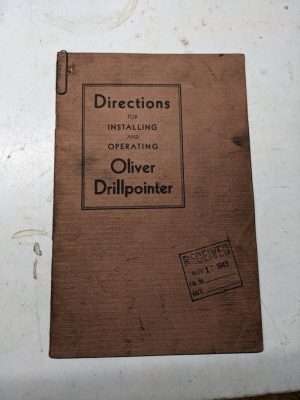 Directions
FOR
INSTALLING
AND
OPERATING
Oliver
Drillpointer
RECEIVED
NOV 1 1943